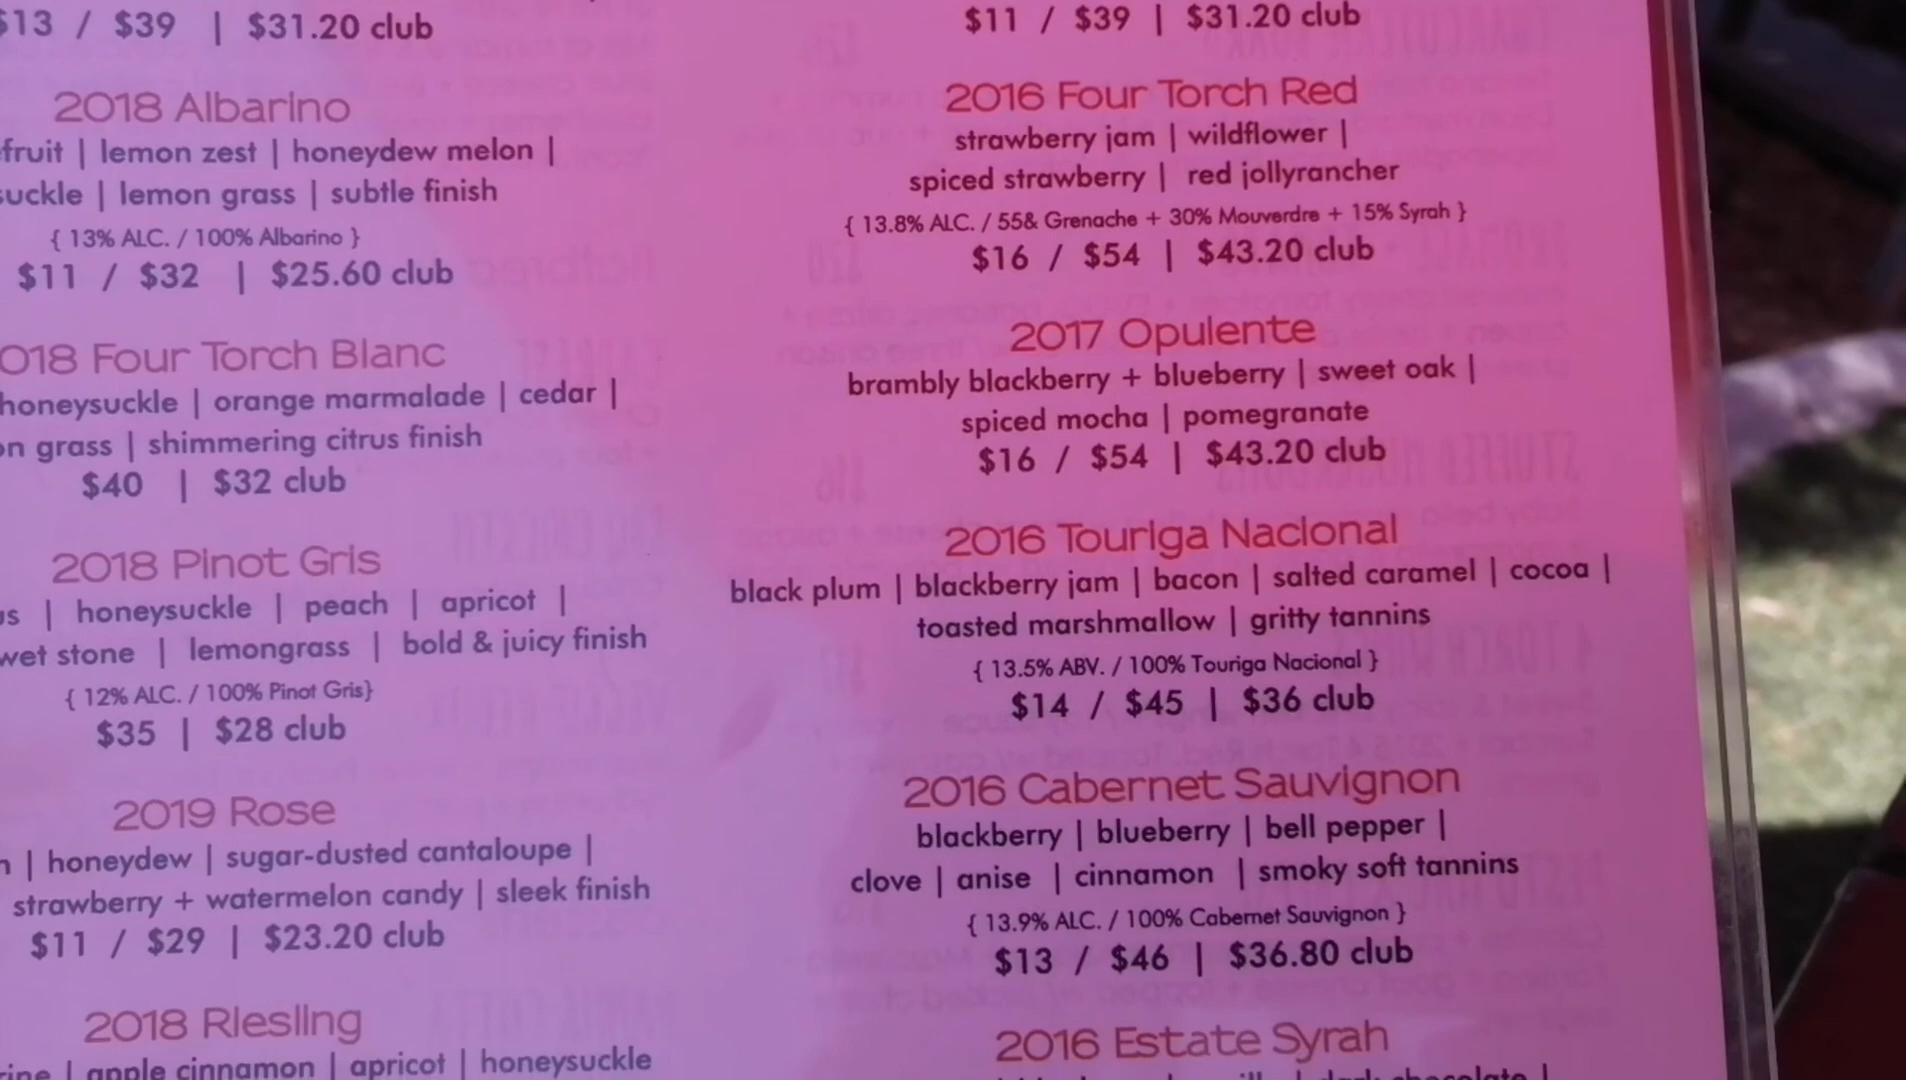 $13 / $39 | $31.20 club
2018 Albarino
fruit | lemon zest | honeydew melon |
suckle | lemon grass | subtle finish
{ 13% ALC. / 100% Albarino }
$11 / $32 | $25.60 club
018 Four Torch Blanc
honeysuckle | orange marmalade | cedar |
on grass | shimmering citrus finish
$40 | $32 club
2018 Pinot Gris
us | honeysuckle | peach | apricot |
wet stone | lemongrass | bold & juicy finish
{ 12% ALC. / 100% Pinot Gris}
$35 | $28 club
2019 Rose
| honeydew | sugar-dusted cantaloupe |
strawberry + watermelon candy | sleek finish
$11 / $29 | $23.20 club
2018 Riesling
rine | apple cinnamon | apricot | honeysuckle
$11 / $39 | $31.20 club
2016 Four Torch Red
strawberry jam | wildflower |
spiced strawberry | red jollyrancher
{ 13.8% ALC. / 55& Grenache + 30% Mouverdre + 15% Syrah }
$16 / $54 | $43.20 club
2017 Opulente
brambly blackberry + blueberry | sweet oak |
spiced mocha | pomegranate
$16 / $54 | $43.20 club
2016 Touriga Nacional
black plum | blackberry jam | bacon | salted caramel | cocoa |
toasted marshmallow | gritty tannins
{ 13.5% ABV. / 100% Touriga Nacional }
$14 / $45 | $36 club
2016 Cabernet Sauvignon
blackberry | blueberry | bell pepper |
clove | anise | cinnamon | smoky soft tannins
{ 13.9% ALC. / 100% Cabernet Sauvignon }
$13 / $46 | $36.80 club
2016 Estate Syrah
| dark chocolate |